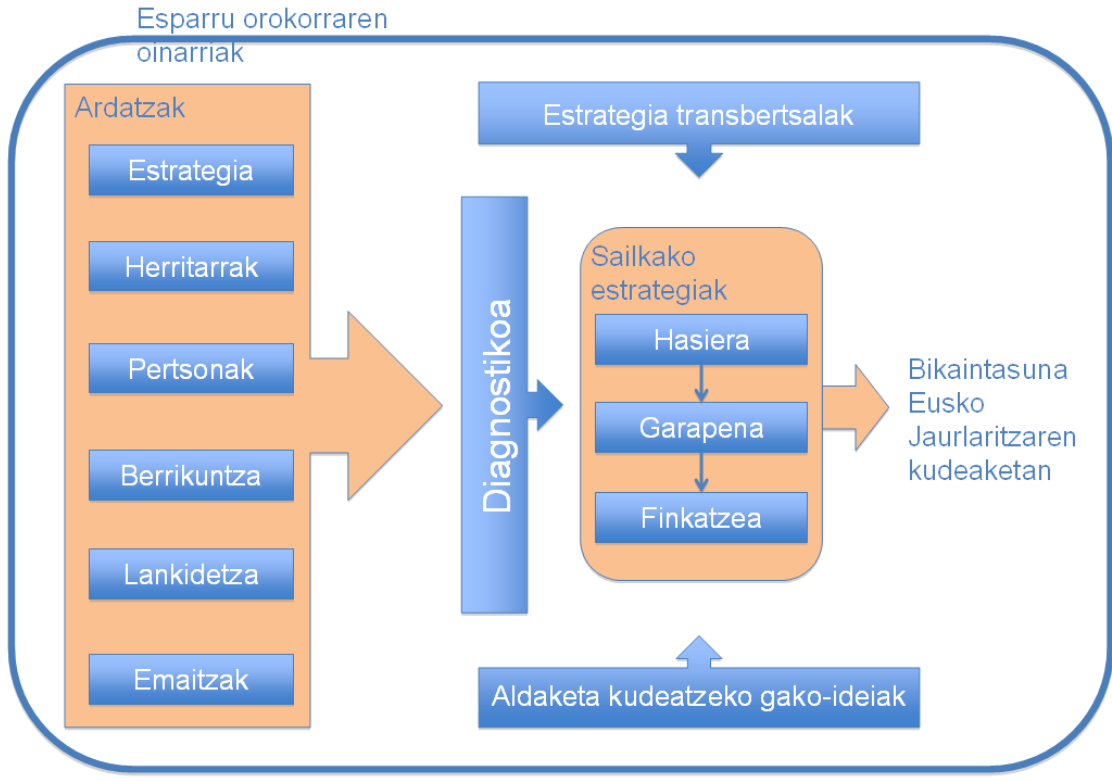 Esparru orokorraren
oinarriak
Ardatzak
Estrategia
Herritarrak
Pertsonak
Berrikuntza
Lankidetza
Emaitzak
Diagnostikoa
Estrategia transbertsalak
Sailkako
estrategiak
Hasiera
Garapena
Finkatzea
Aldaketa kudeatzeko gako-ideiak
Bikaintasuna
Eusko
Jaurlaritzaren
kudeaketan